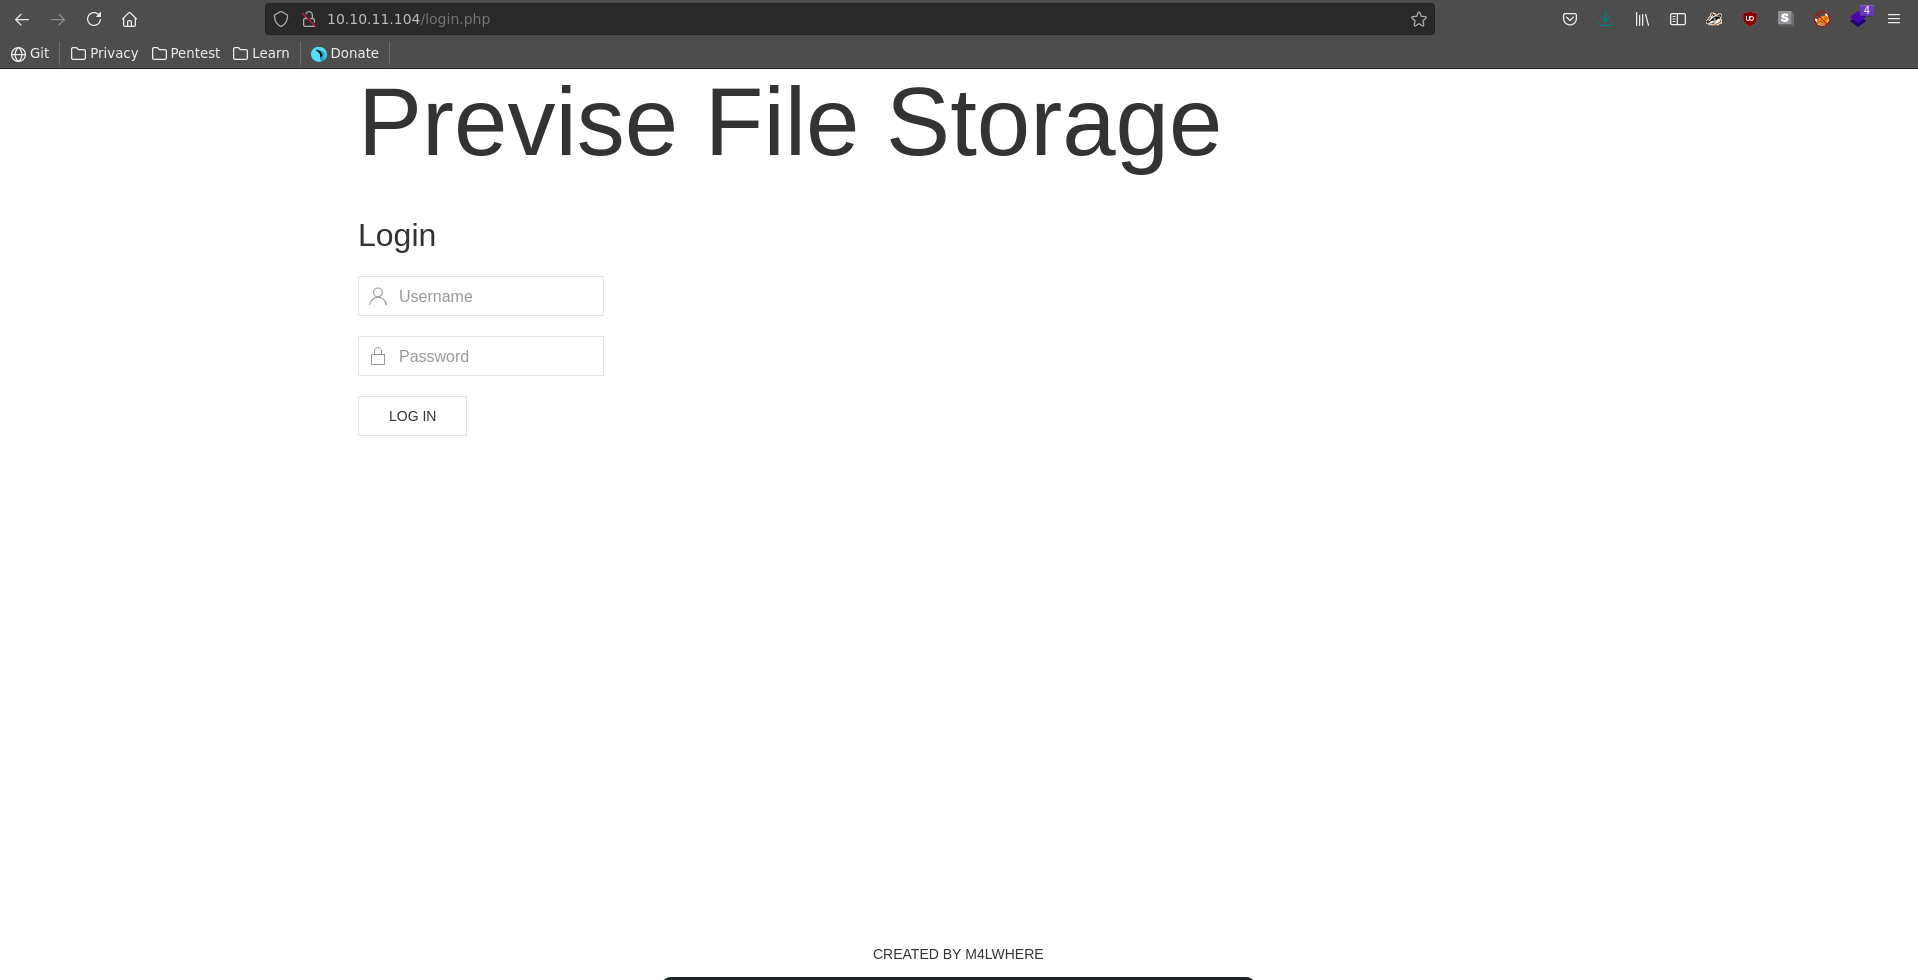 10.10.11.104/login.php
4
Git Privacy Pentest Learn Donate
Previse File Storage
Login
Username
Password
LOG IN
CREATED BY M4LWHERE